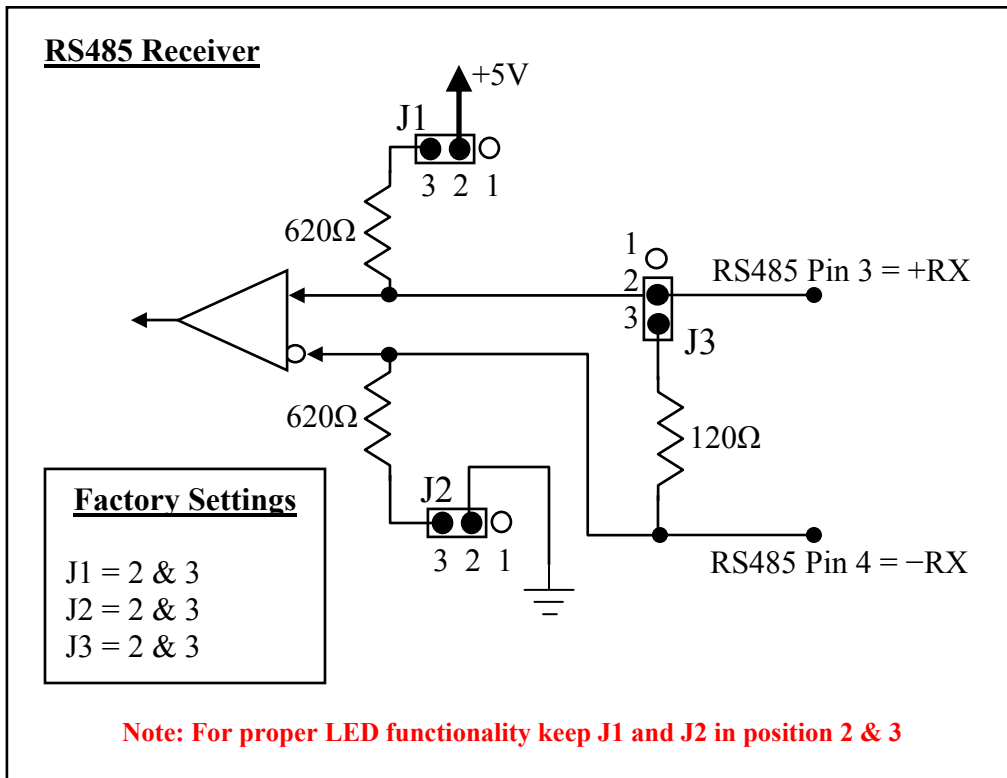 RS485 Receiver
+5V
J1
3 2 1
620Ω
1
2
3
J3
RS485 Pin 3 = +RX
620Ω
120Ω
J2
3 2 1
RS485 Pin 4 = −RX
Factory Settings
J1 = 2 & 3
J2 = 2 & 3
J3 = 2 & 3
Note: For proper LED functionality keep J1 and J2 in position 2 & 3